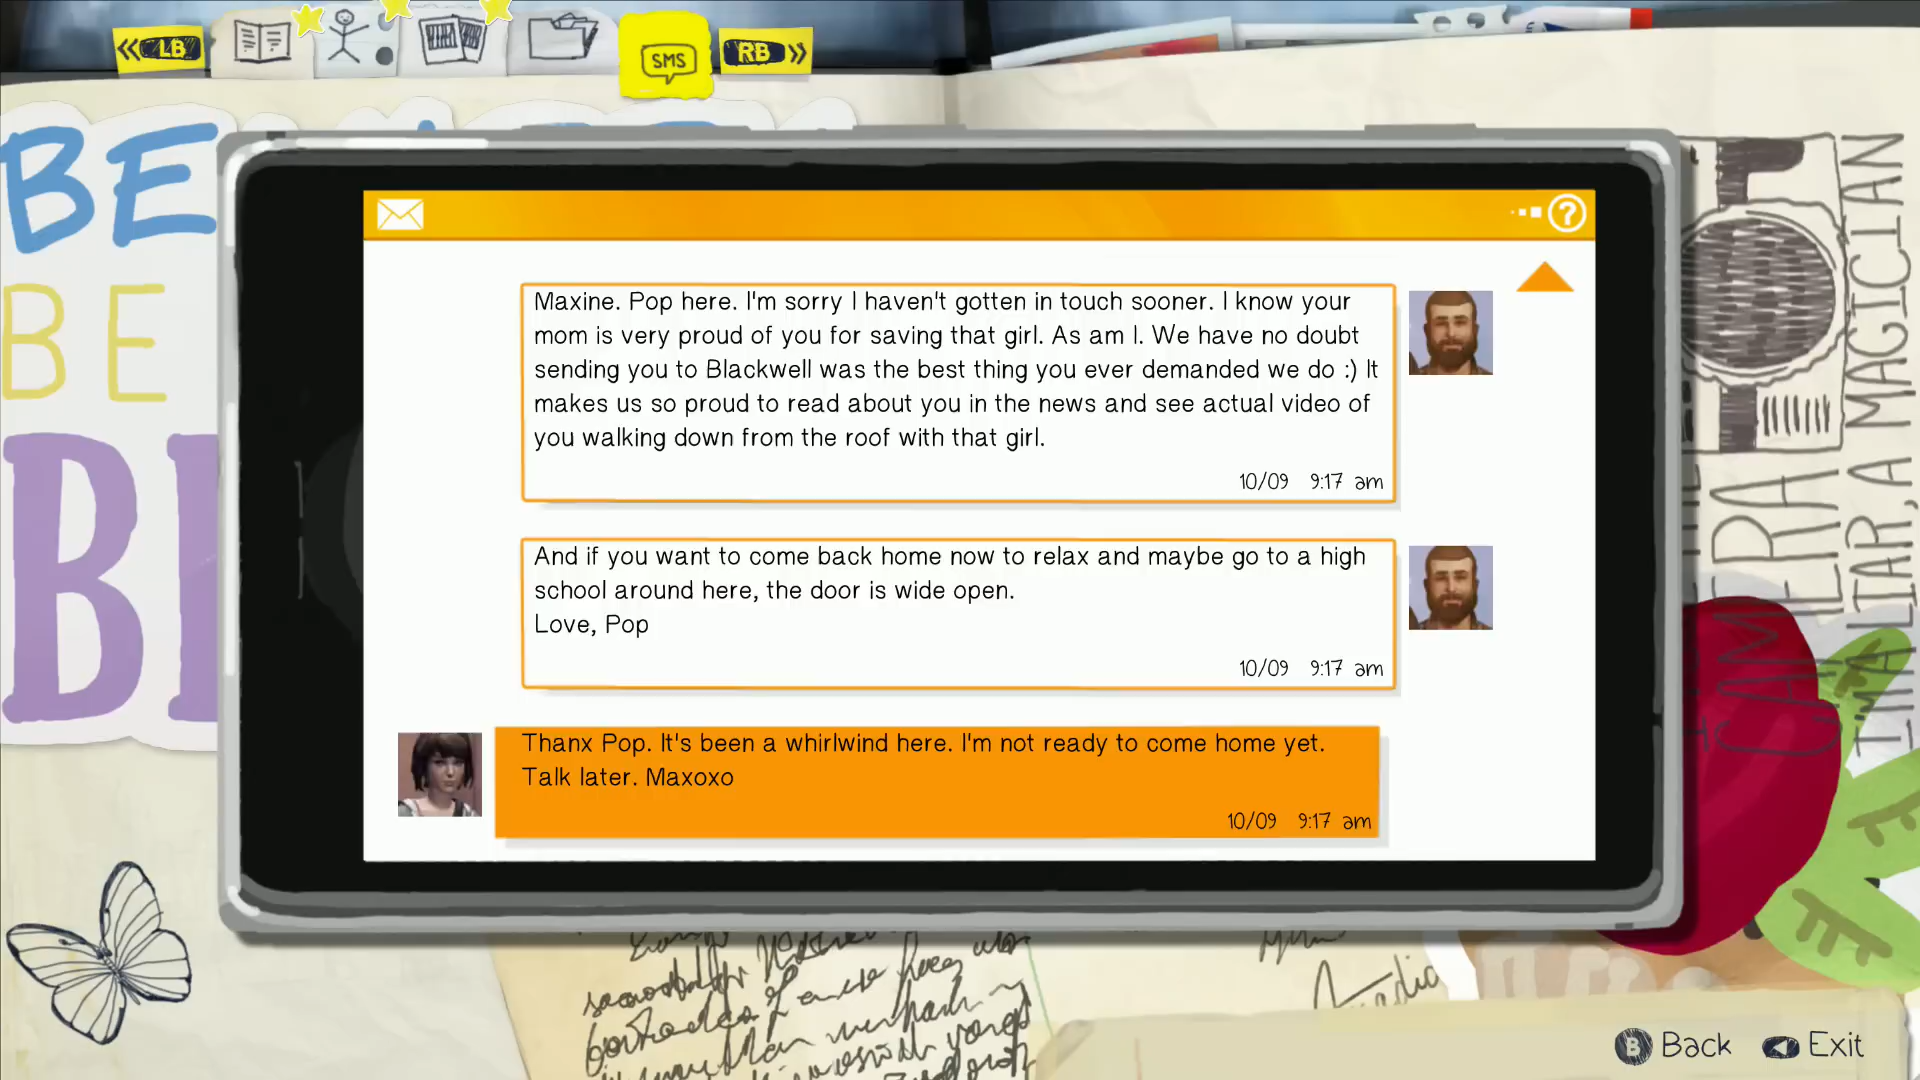 LB
SMS
RB
BE
BE
Maxine. Pop here. I'm sorry I haven't gotten in touch sooner. I know your
mom is very proud of you for saving that girl. As am I. We have no doubt
sending you to Blackwell was the best thing you ever demanded we do :) It
makes us so proud to read about you in the news and see actual video of
you walking down from the roof with that girl.
10/09 9:17 am
And if you want to come back home now to relax and maybe go to a high
school around here, the door is wide open.
Love, Pop
10/09 9:17 am
Thanx Pop. It's been a whirlwind here. I'm not ready to come home yet.
Talk later. Maxoxo
10/09 9:17 am
CAMERA
I'M A LIAR, A MAGICIAN
B Back
Exit